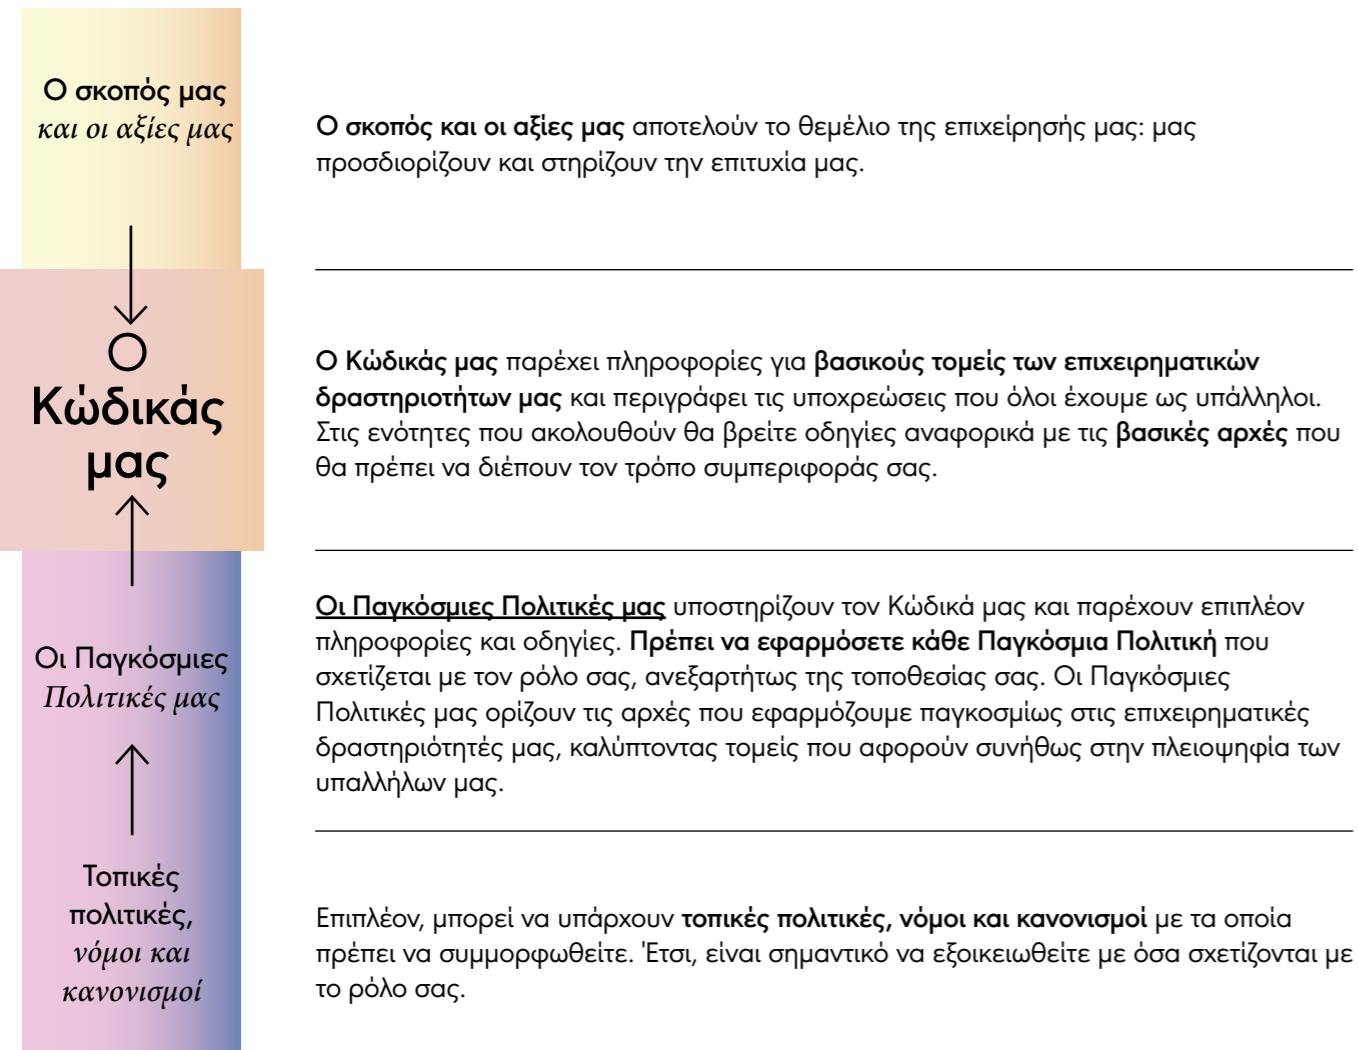 Ο σκοπός μας
και οι αξίες μας
Ο σκοπός και οι αξίες μας αποτελούν το θεμέλιο της επιχείρησής μας: μας
προσδιορίζουν και στηρίζουν την επιτυχία μας.
Ο
Κώδικάς
μας
Ο Κώδικάς μας παρέχει πληροφορίες για βασικούς τομείς των επιχειρηματικών
δραστηριοτήτων μας και περιγράφει τις υποχρεώσεις που όλοι έχουμε ως υπάλληλοι.
Στις ενότητες που ακολουθούν θα βρείτε οδηγίες αναφορικά με τις βασικές αρχές που
θα πρέπει να διέπουν τον τρόπο συμπεριφοράς σας.
Οι Παγκόσμιες
Πολιτικές μας
Οι Παγκόσμιες Πολιτικές μας υποστηρίζουν τον Κώδικά μας και παρέχουν επιπλέον
πληροφορίες και οδηγίες. Πρέπει να εφαρμόσετε κάθε Παγκόσμια Πολιτική που
σχετίζεται με τον ρόλο σας, ανεξαρτήτως της τοποθεσίας σας. Οι Παγκόσμιες
Πολιτικές μας ορίζουν τις αρχές που εφαρμόζουμε παγκοσμίως στις επιχειρηματικές
δραστηριότητές μας, καλύπτοντας τομείς που αφορούν συνήθως στην πλειοψηφία των
υπαλλήλων μας.
Τοπικές
πολιτικές,
νόμοι και
κανονισμοί
Επιπλέον, μπορεί να υπάρχουν τοπικές πολιτικές, νόμοι και κανονισμοί με τα οποία
πρέπει να συμμορφωθείτε. Έτσι, είναι σημαντικό να εξοικειωθείτε με όσα σχετίζονται με
το ρόλο σας.